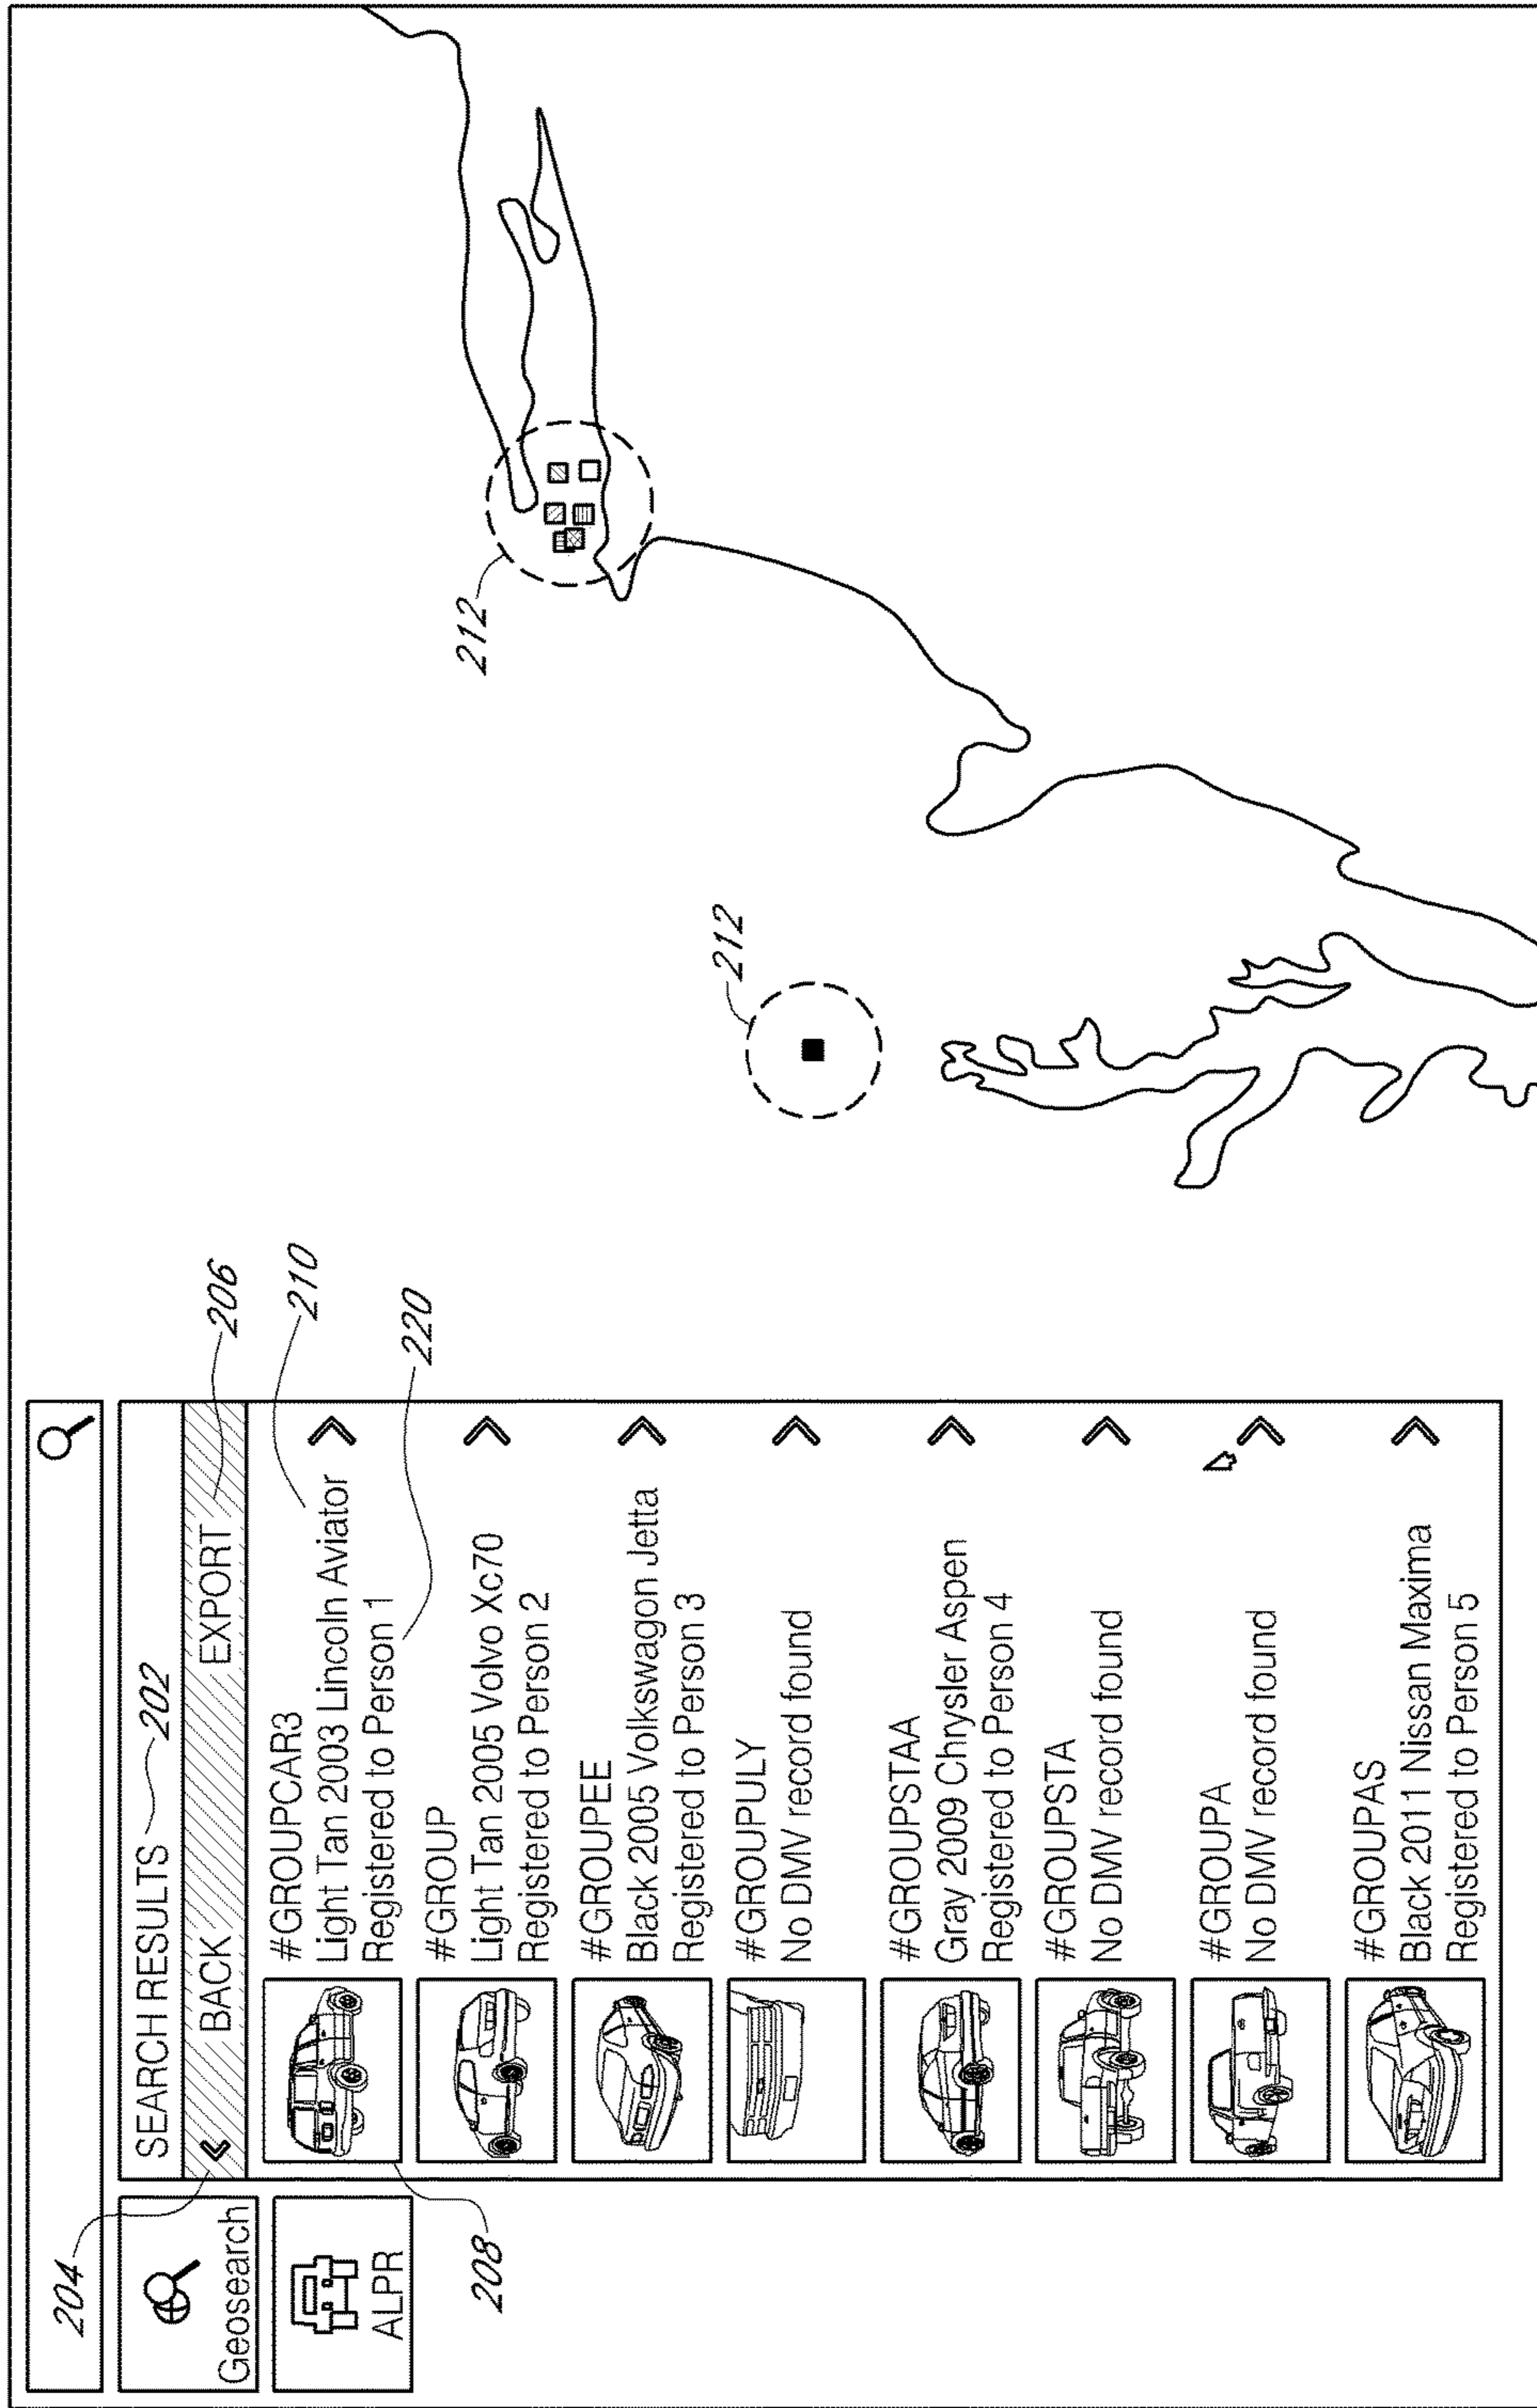 204
Geosearch
ALPR
SEARCH RESULTS
202
BACK
EXPORT
206
#GROUPCAR3
Light Tan 2003 Lincoln Aviator
Registered to Person 1
210
220
208
#GROUP
Light Tan 2005 Volvo Xc70
Registered to Person 2
#GROUPEE
Black 2005 Volkswagon Jetta
Registered to Person 3
#GROUPULY
No DMV record found
#GROUPSTAA
Gray 2009 Chrysler Aspen
Registered to Person 4
#GROUPSTA
No DMV record found
#GROUPA
No DMV record found
#GROUPAS
Black 2011 Nissan Maxima
Registered to Person 5
212
212